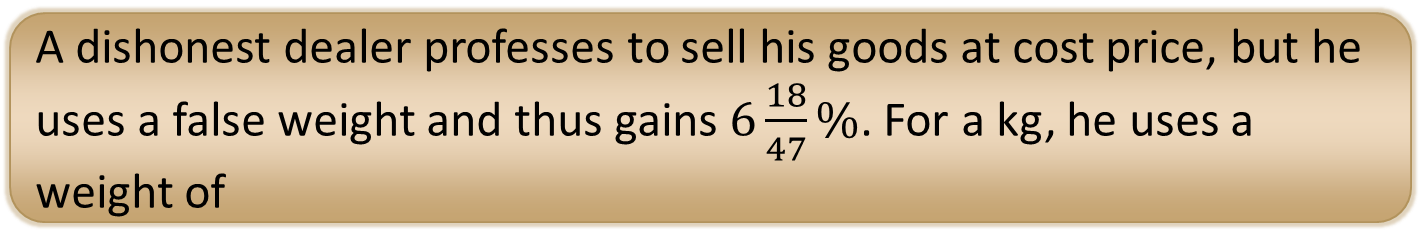 A dishonest dealer professes to sell his goods at cost price, but he
uses a false weight and thus gains 6 18/47 %. For a kg, he uses a
weight of